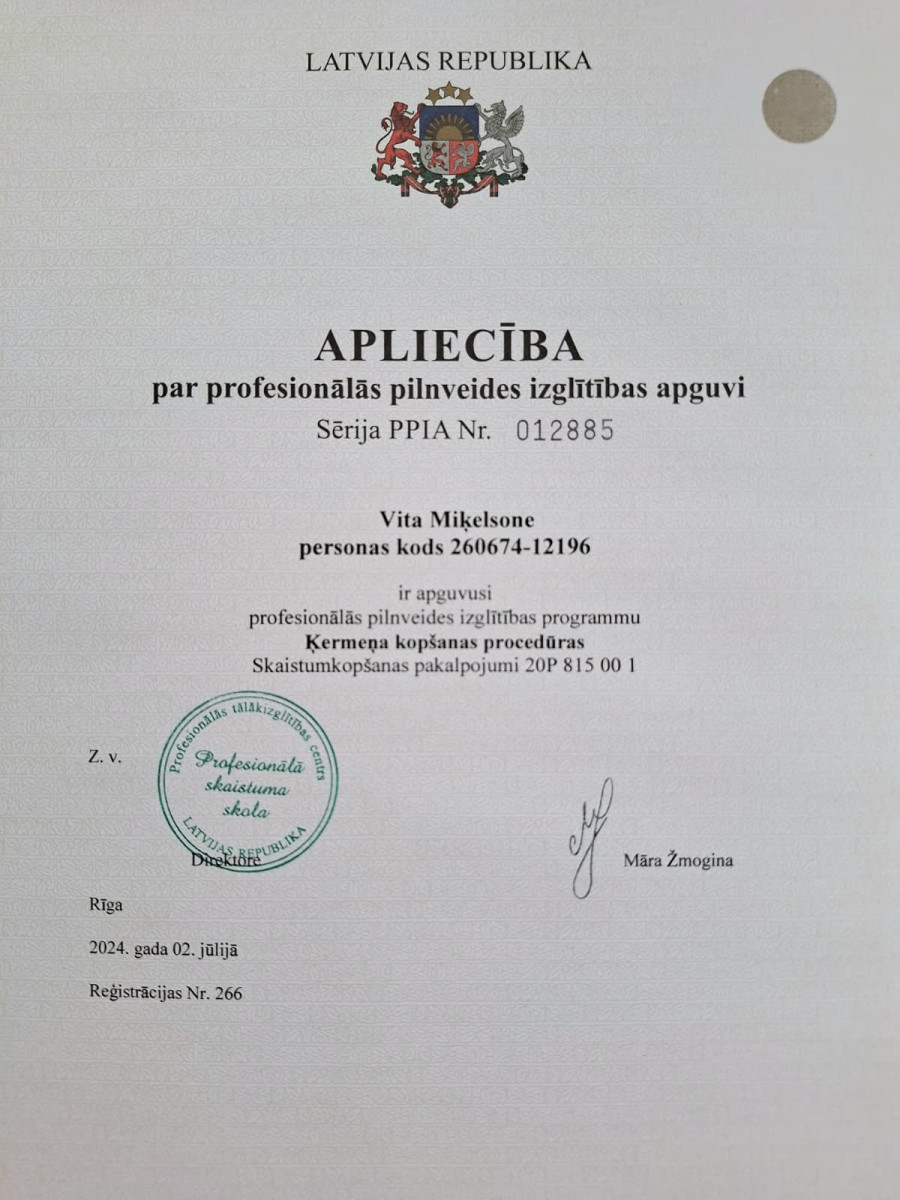 LATVIJAS REPUBLIKA
APLIECĪBA
par profesionālās pilnveides izglītības apguvi
Sērija PPIA Nr. 012885
Vita Miķelsone
personas kods 260674-12196
ir apguvusi
profesionālās pilnveides izglītības programmu
Ķermeņa kopšanas procedūras
Skaistumkopšanas pakalpojumi 20P 815 00 1
Z. v.
Profesionālās tālākizglītības centrs
Profesionālā
skaistuma
skola
LATVIJAS REPUBLIKA
Direktore
Māra Žmogina
Rīga
2024. gada 02. jūlijā
Reģistrācijas Nr. 266